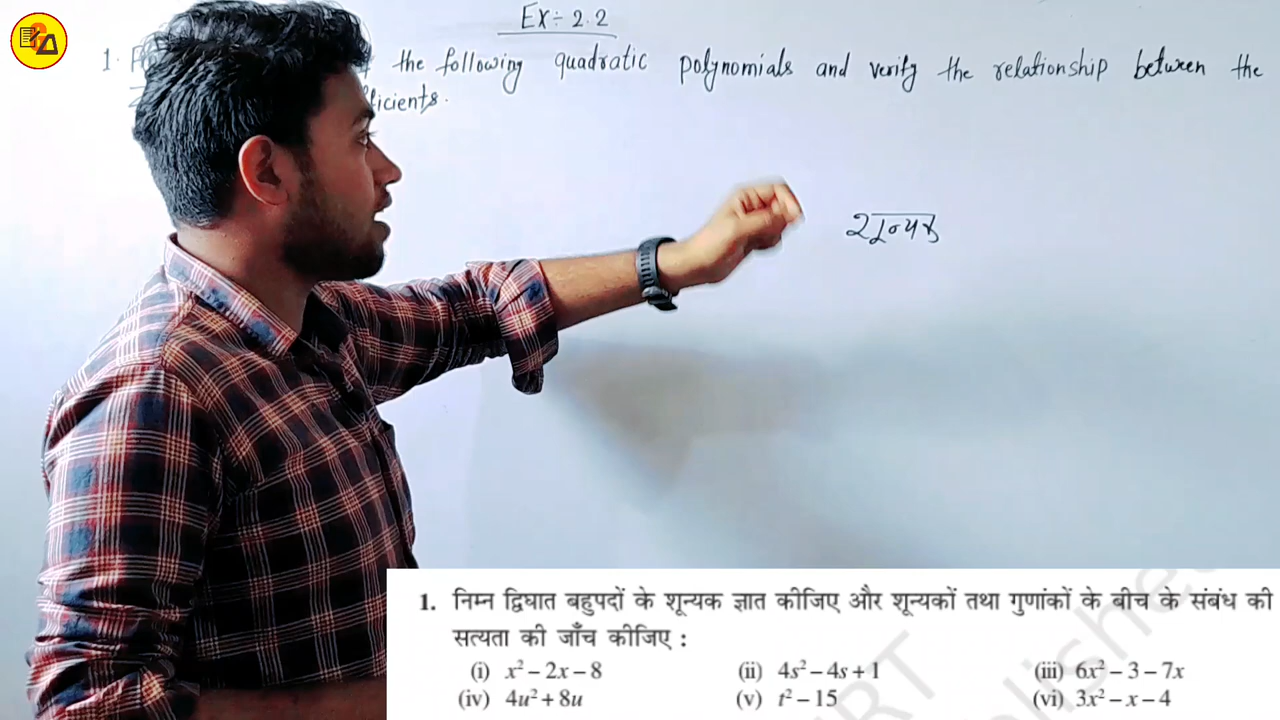 Ex÷ 2.2
1. the following quadratic polynomials and verify the relationship between the
शून्यक
1. निम्न द्विघात बहुपदों के शून्यक ज्ञात कीजिए और शून्यकों तथा गुणांकों के बीच के संबंध की
सत्यता की जाँच कीजिए :
(i) x² – 2x – 8 (ii) 4s² – 4s + 1 (iii) 6x² – 3 – 7x
(iv) 4u² + 8u (v) t² – 15 (vi) 3x² – x – 4